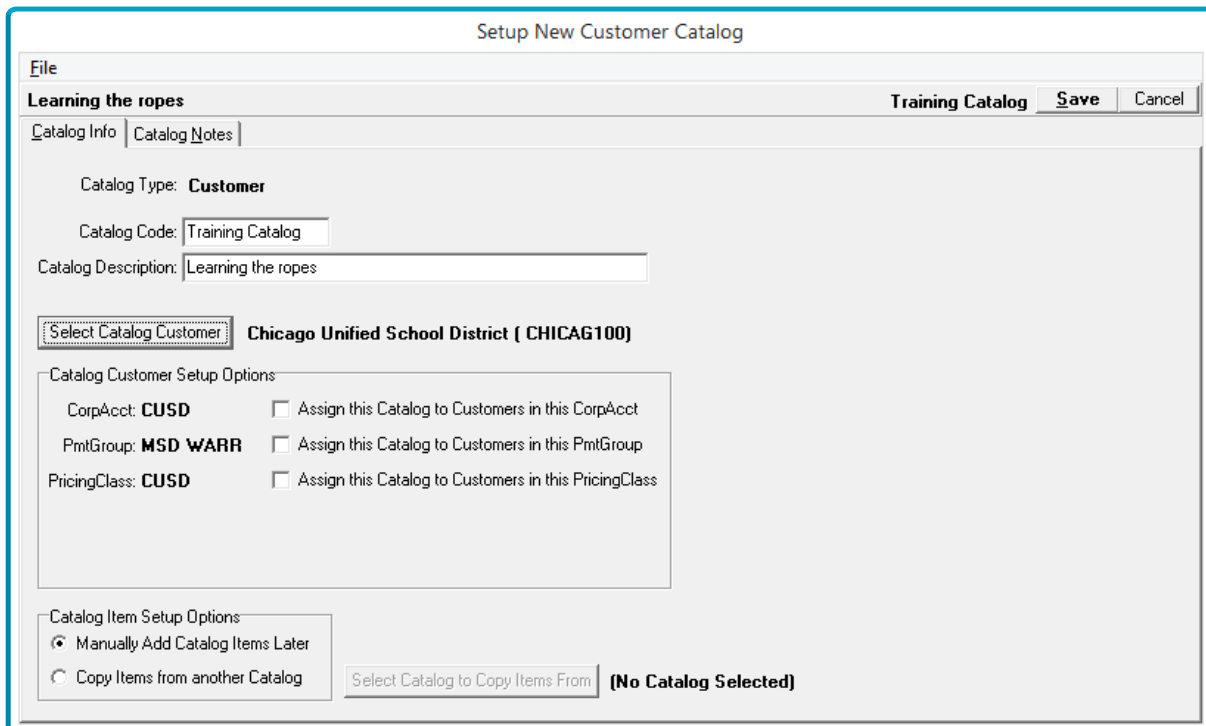 Setup New Customer Catalog
File
Learning the ropes Training Catalog Save Cancel
Catalog Info Catalog Notes
Catalog Type: Customer
Catalog Code: Training Catalog
Catalog Description: Learning the ropes
Select Catalog Customer Chicago Unified School District ( CHICAG100)
Catalog Customer Setup Options
CorpAcct: CUSD Assign this Catalog to Customers in this CorpAcct
PmtGroup: MSD WARR Assign this Catalog to Customers in this PmtGroup
PricingClass: CUSD Assign this Catalog to Customers in this PricingClass
Catalog Item Setup Options
Manually Add Catalog Items Later
Copy Items from another Catalog Select Catalog to Copy Items From (No Catalog Selected)